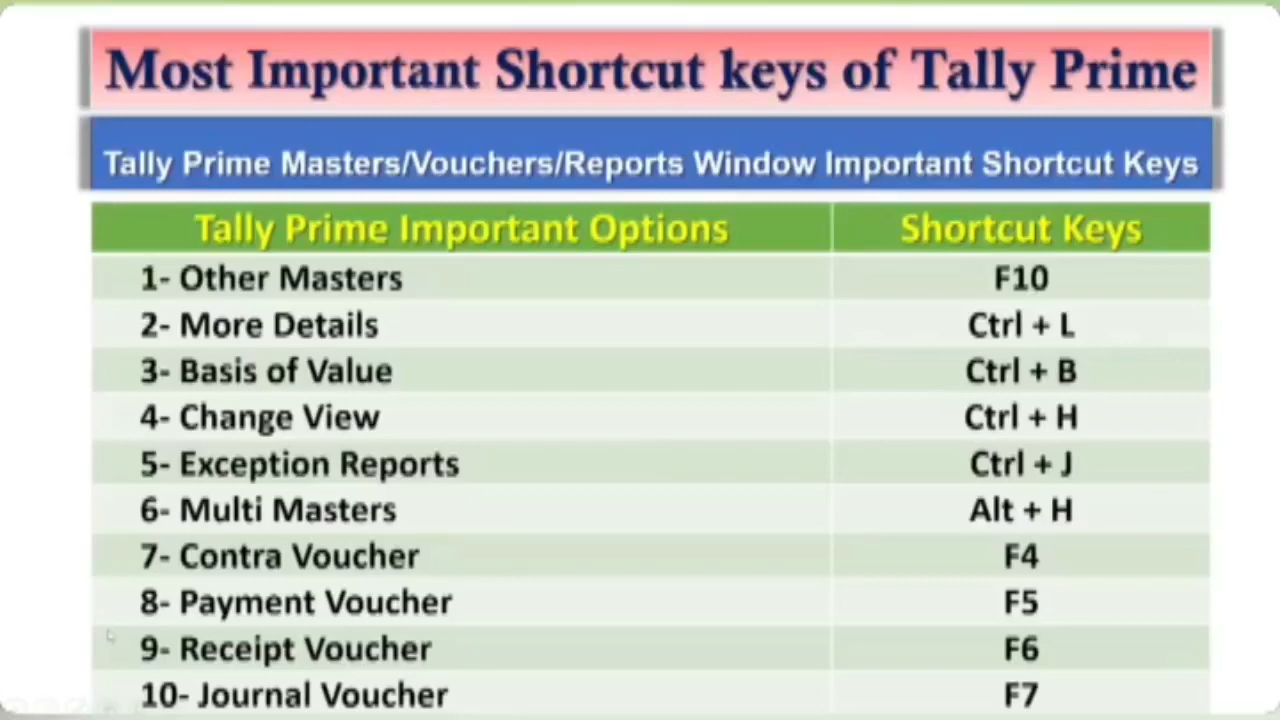 Most Important Shortcut keys of Tally Prime
Tally Prime Masters/Vouchers/Reports Window Important Shortcut Keys
Tally Prime Important Options Shortcut Keys
1- Other Masters F10
2- More Details Ctrl + L
3- Basis of Value Ctrl + B
4- Change View Ctrl + H
5- Exception Reports Ctrl + J
6- Multi Masters Alt + H
7- Contra Voucher F4
8- Payment Voucher F5
9- Receipt Voucher F6
10- Journal Voucher F7